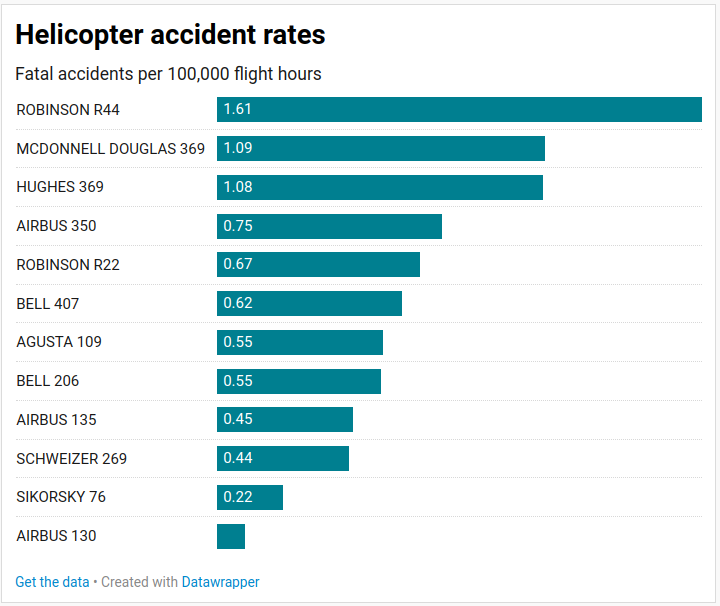 Helicopter accident rates
Fatal accidents per 100,000 flight hours
ROBINSON R44 1.61
MCDONNELL DOUGLAS 369 1.09
HUGHES 369 1.08
AIRBUS 350 0.75
ROBINSON R22 0.67
BELL 407 0.62
AGUSTA 109 0.55
BELL 206 0.55
AIRBUS 135 0.45
SCHWEIZER 269 0.44
SIKORSKY 76 0.22
AIRBUS 130
Get the data • Created with Datawrapper